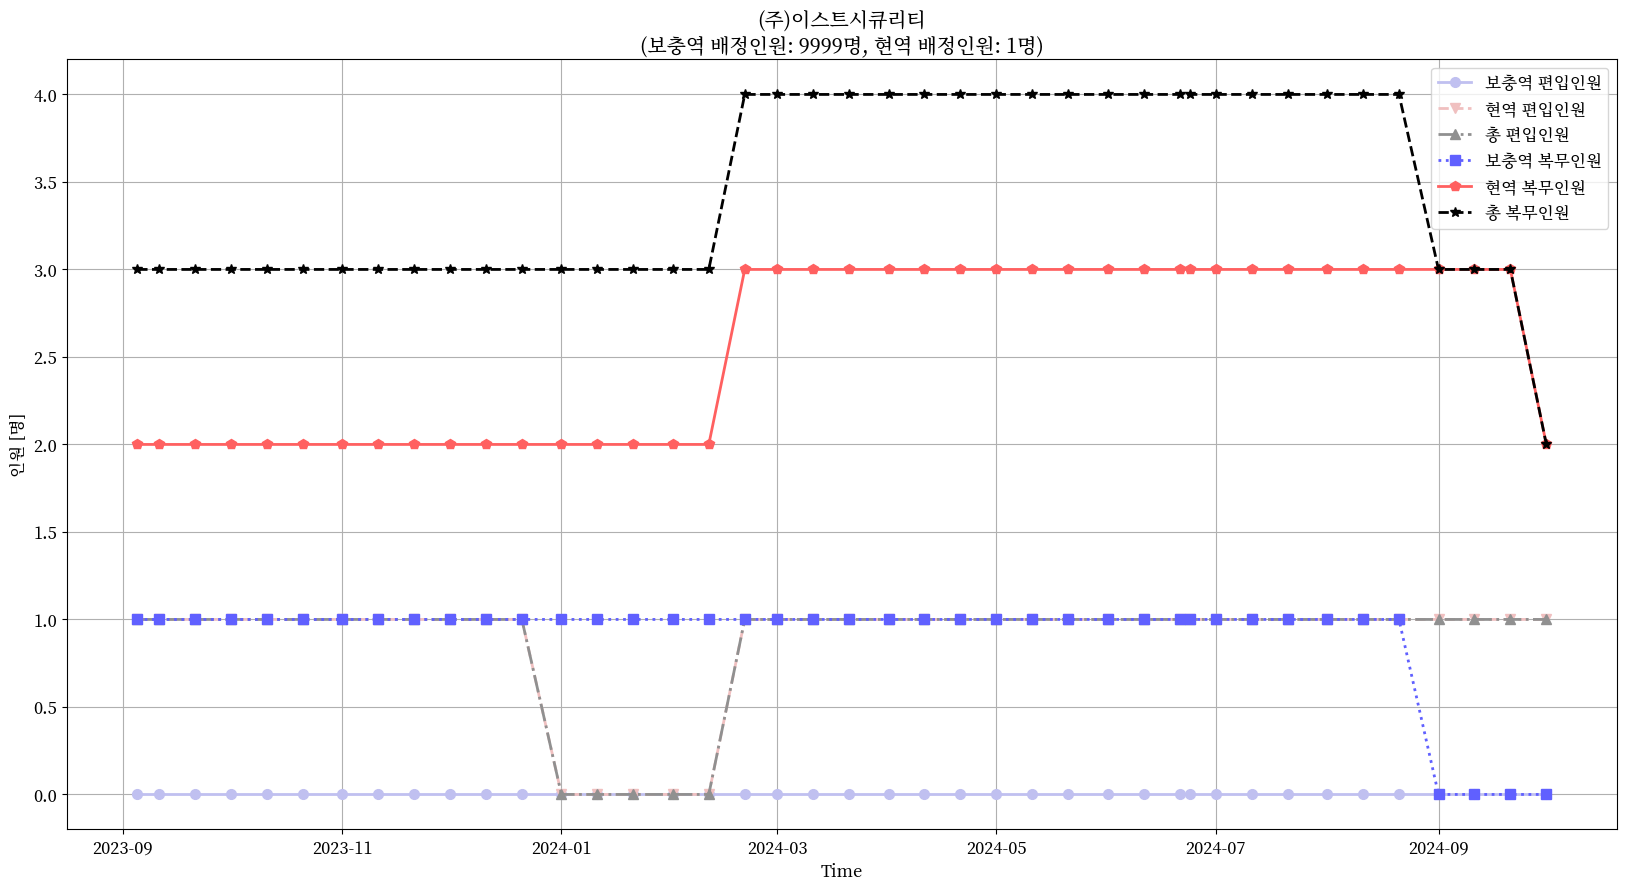 (주)이스트시큐리티
(보충역 배정인원: 9999명, 현역 배정인원: 1명)
보충역 편입인원
현역 편입인원
총 편입인원
보충역 복무인원
현역 복무인원
총 복무인원
인원 [명]
4.0
3.5
3.0
2.5
2.0
1.5
1.0
0.5
0.0
2023-09
2023-11
2024-01
2024-03
2024-05
2024-07
2024-09
Time